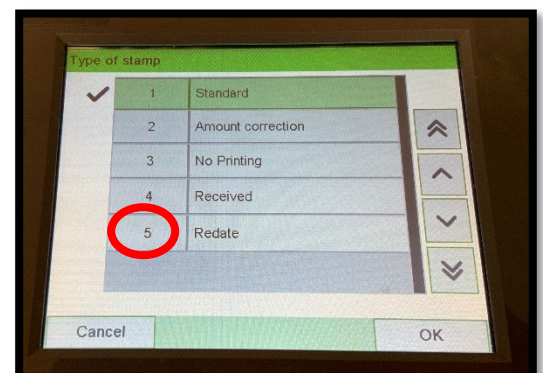 Type of stamp
1 Standard
2 Amount correction
3 No Printing
4 Received
5 Redate
Cancel OK